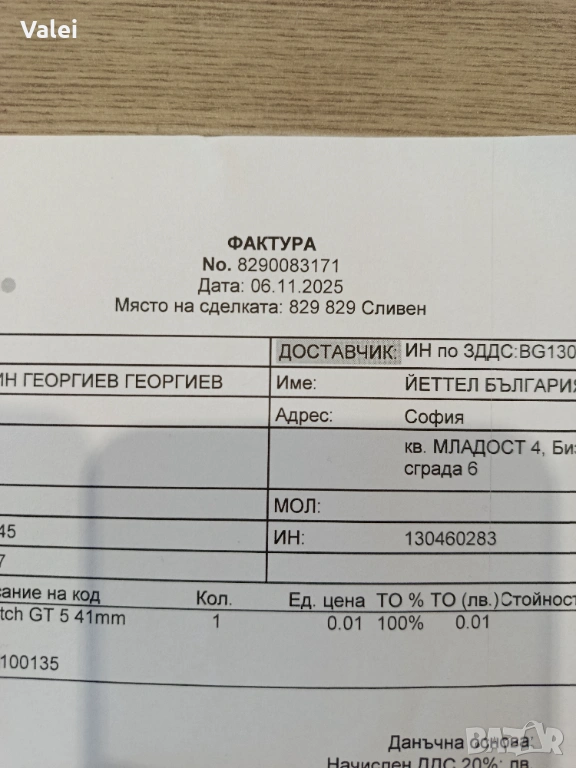 Valei
ФАКТУРА
No. 8290083171
Дата: 06.11.2025
Място на сделката: 829 829 Сливен
ДОСТАВЧИК: ИН по ЗДДС:BG130
ИН ГЕОРГИЕВ ГЕОРГИЕВ Име: ЙЕТТЕЛ БЪЛГАРИЯ
Адрес: София
кв. МЛАДОСТ 4, Биз
сграда 6
МОЛ:
45 ИН: 130460283
7
сание на код Кол. Ед. цена ТО % ТО (лв.) Стойност
tch GT 5 41mm 1 0.01 100% 0.01
100135
Данъчна основа:
Начислен ДДС 20%: лв.
BAZAR